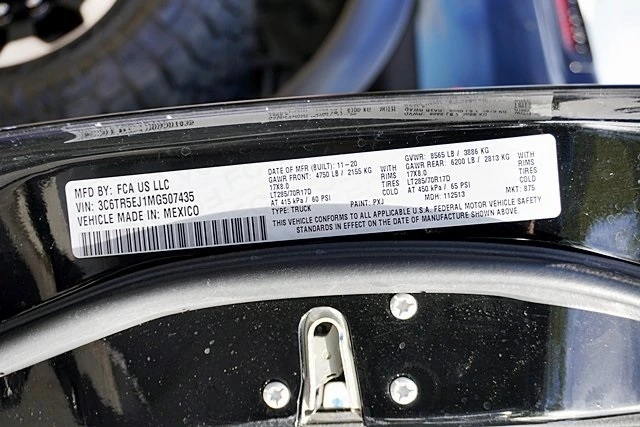 MFD BY: FCA US LLC
VIN: 3C6TR5EJ1MG507435
VEHICLE MADE IN: MEXICO
DATE OF MFR (BUILT): 11-20
GAWR FRONT: 4750 LB / 2155 KG WITH
17X8.0 RIMS
LT285/70R17D TIRES
AT 415 kPa / 60 PSI COLD
TYPE: TRUCK
PAINT: PXJ
GVWR: 8565 LB / 3886 KG
GAWR REAR: 6200 LB / 2813 KG WITH
17X8.0 RIMS
LT285/70R17D TIRES
AT 450 kPa / 65 PSI COLD
MDH: 112513 MKT: 875
THIS VEHICLE CONFORMS TO ALL APPLICABLE U.S.A. FEDERAL MOTOR VEHICLE SAFETY
STANDARDS IN EFFECT ON THE DATE OF MANUFACTURE SHOWN ABOVE.